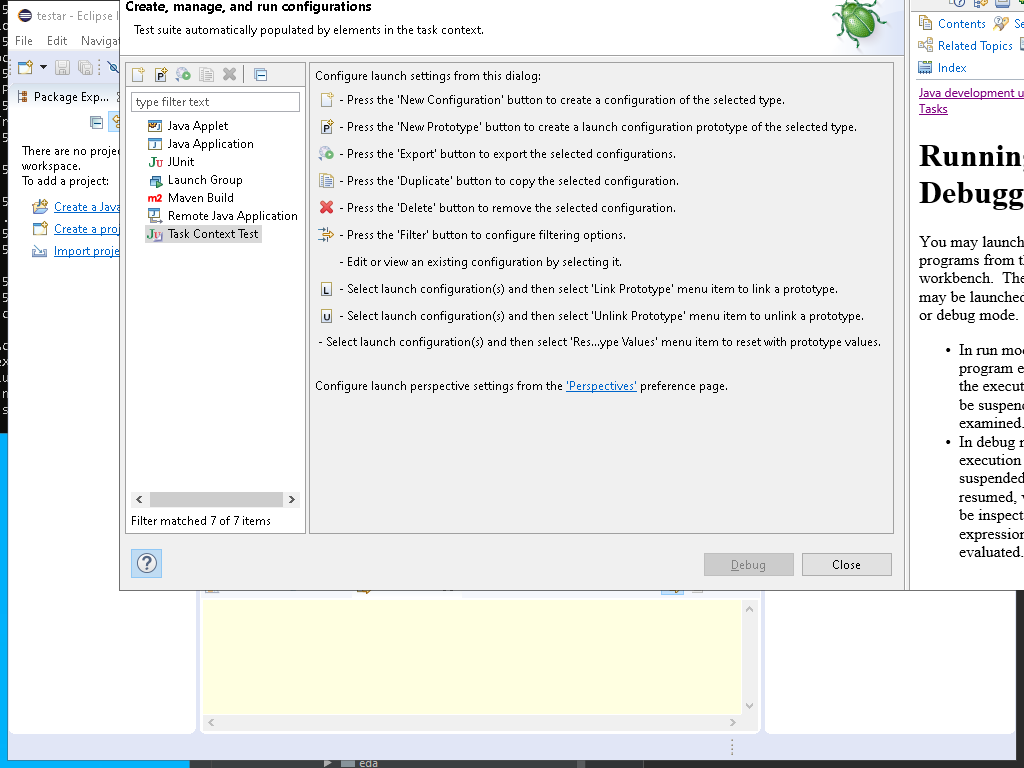 Create, manage, and run configurations
Test suite automatically populated by elements in the task context.
testar - Eclipse
File Edit Naviga
Package Exp...
There are no
workspace.
To add a project:
Create a Java
Create a
Import
type filter text
Java Applet
Java Application
JUnit
Launch Group
m2 Maven Build
Remote Java Application
Task Context Test
Filter matched 7 of 7 items
Configure launch settings from this dialog:
- Press the 'New Configuration' button to create a configuration of the selected type.
- Press the 'New Prototype' button to create a launch configuration prototype of the selected type.
- Press the 'Export' button to export the selected configurations.
- Press the 'Duplicate' button to copy the selected configuration.
- Press the 'Delete' button to remove the selected configuration.
- Press the 'Filter' button to configure filtering options.
- Edit or view an existing configuration by selecting it.
L - Select launch configuration(s) and then select 'Link Prototype' menu item to link a prototype.
U - Select launch configuration(s) and then select 'Unlink Prototype' menu item to unlink a prototype.
- Select launch configuration(s) and then select 'Res...ype Values' menu item to reset with prototype values.
Configure launch perspective settings from the 'Perspectives' preference page.
?
Debug
Close
Contents Se
Related Topics
Index
Java development u
Tasks
Running
Debugg
You may launch
programs from
workbench. The
may be launched
or debug mode.
• In run mo
program e
the execut
be suspend
examined.
• In debug
execution
suspended
resumed,
be inspect
expression
evaluated.
eda